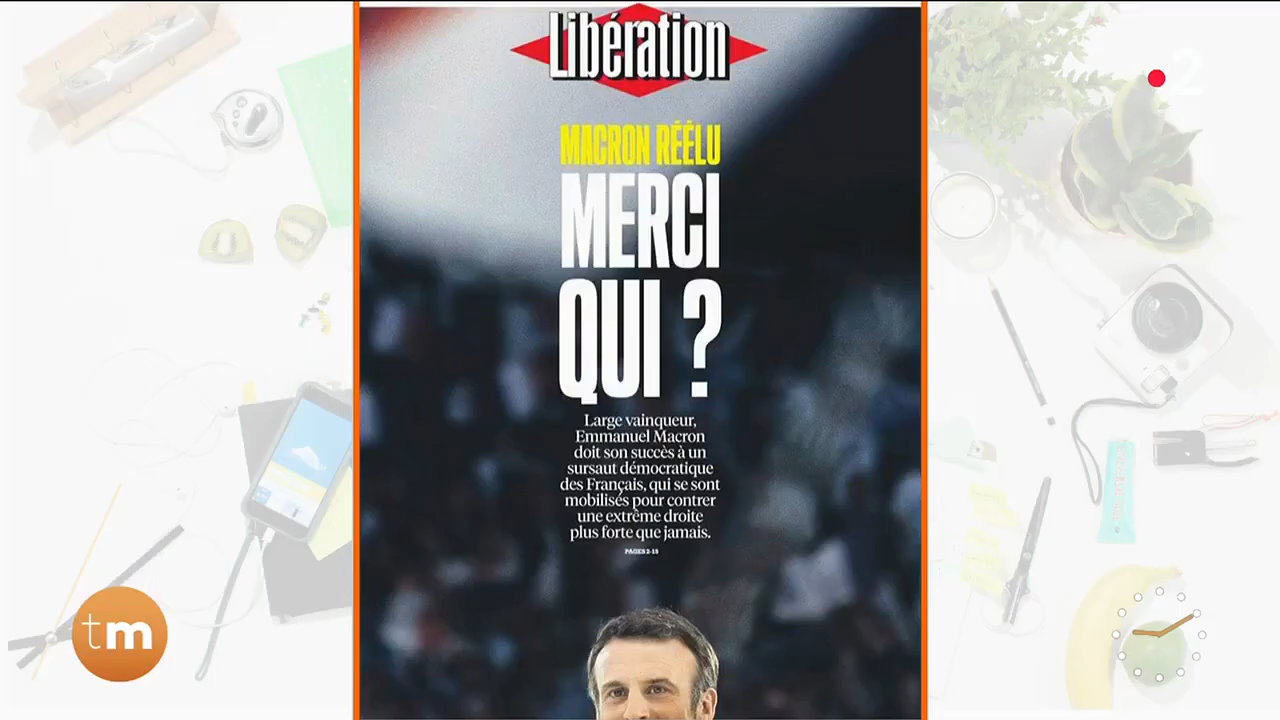 Libération
MACRON RÉÉLU
MERCI
QUI ?
Large vainqueur,
Emmanuel Macron
doit son succès à un
sursaut démocratique
des Français, qui se sont
mobilisés pour contrer
une extrême droite
plus forte que jamais.
PAGES 2-15
2
tm